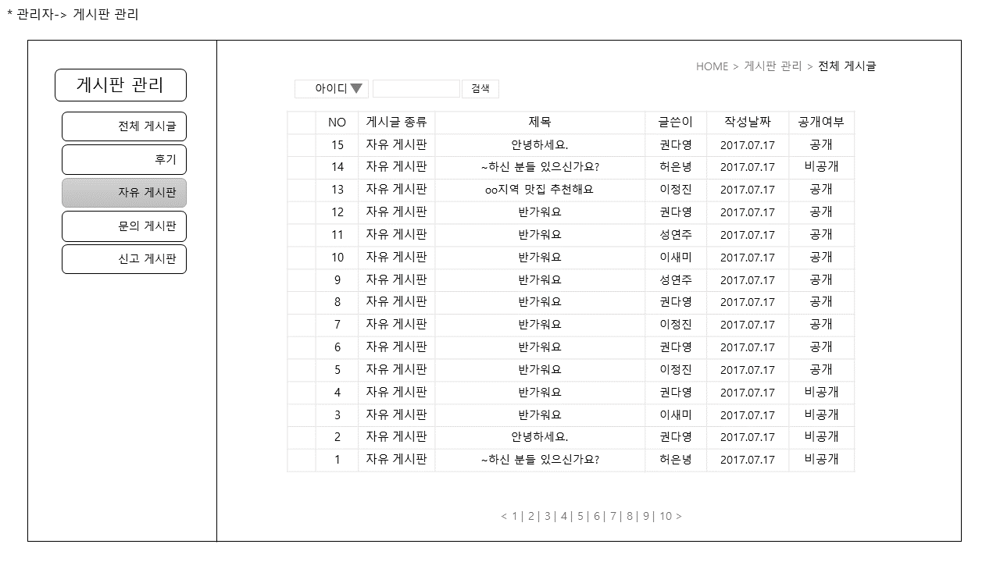 * 관리자-> 게시판 관리
HOME > 게시판 관리 > 전체 게시글
게시판 관리
전체 게시글
후기
자유 게시판
문의 게시판
신고 게시판
아이디 검색
NO 게시글 종류 제목 글쓴이 작성날짜 공개여부
15 자유 게시판 안녕하세요. 권다영 2017.07.17 공개
14 자유 게시판 ~하신 분들 있으신가요? 허은녕 2017.07.17 비공개
13 자유 게시판 oo지역 맛집 추천해요 이정진 2017.07.17 공개
12 자유 게시판 반가워요 권다영 2017.07.17 공개
11 자유 게시판 반가워요 성연주 2017.07.17 공개
10 자유 게시판 반가워요 이새미 2017.07.17 공개
9 자유 게시판 반가워요 성연주 2017.07.17 공개
8 자유 게시판 반가워요 권다영 2017.07.17 공개
7 자유 게시판 반가워요 이정진 2017.07.17 공개
6 자유 게시판 반가워요 권다영 2017.07.17 공개
5 자유 게시판 반가워요 이정진 2017.07.17 공개
4 자유 게시판 반가워요 권다영 2017.07.17 비공개
3 자유 게시판 반가워요 이새미 2017.07.17 비공개
2 자유 게시판 안녕하세요. 권다영 2017.07.17 비공개
1 자유 게시판 ~하신 분들 있으신가요? 허은녕 2017.07.17 비공개
< 1 | 2 | 3 | 4 | 5 | 6 | 7 | 8 | 9 | 10 >